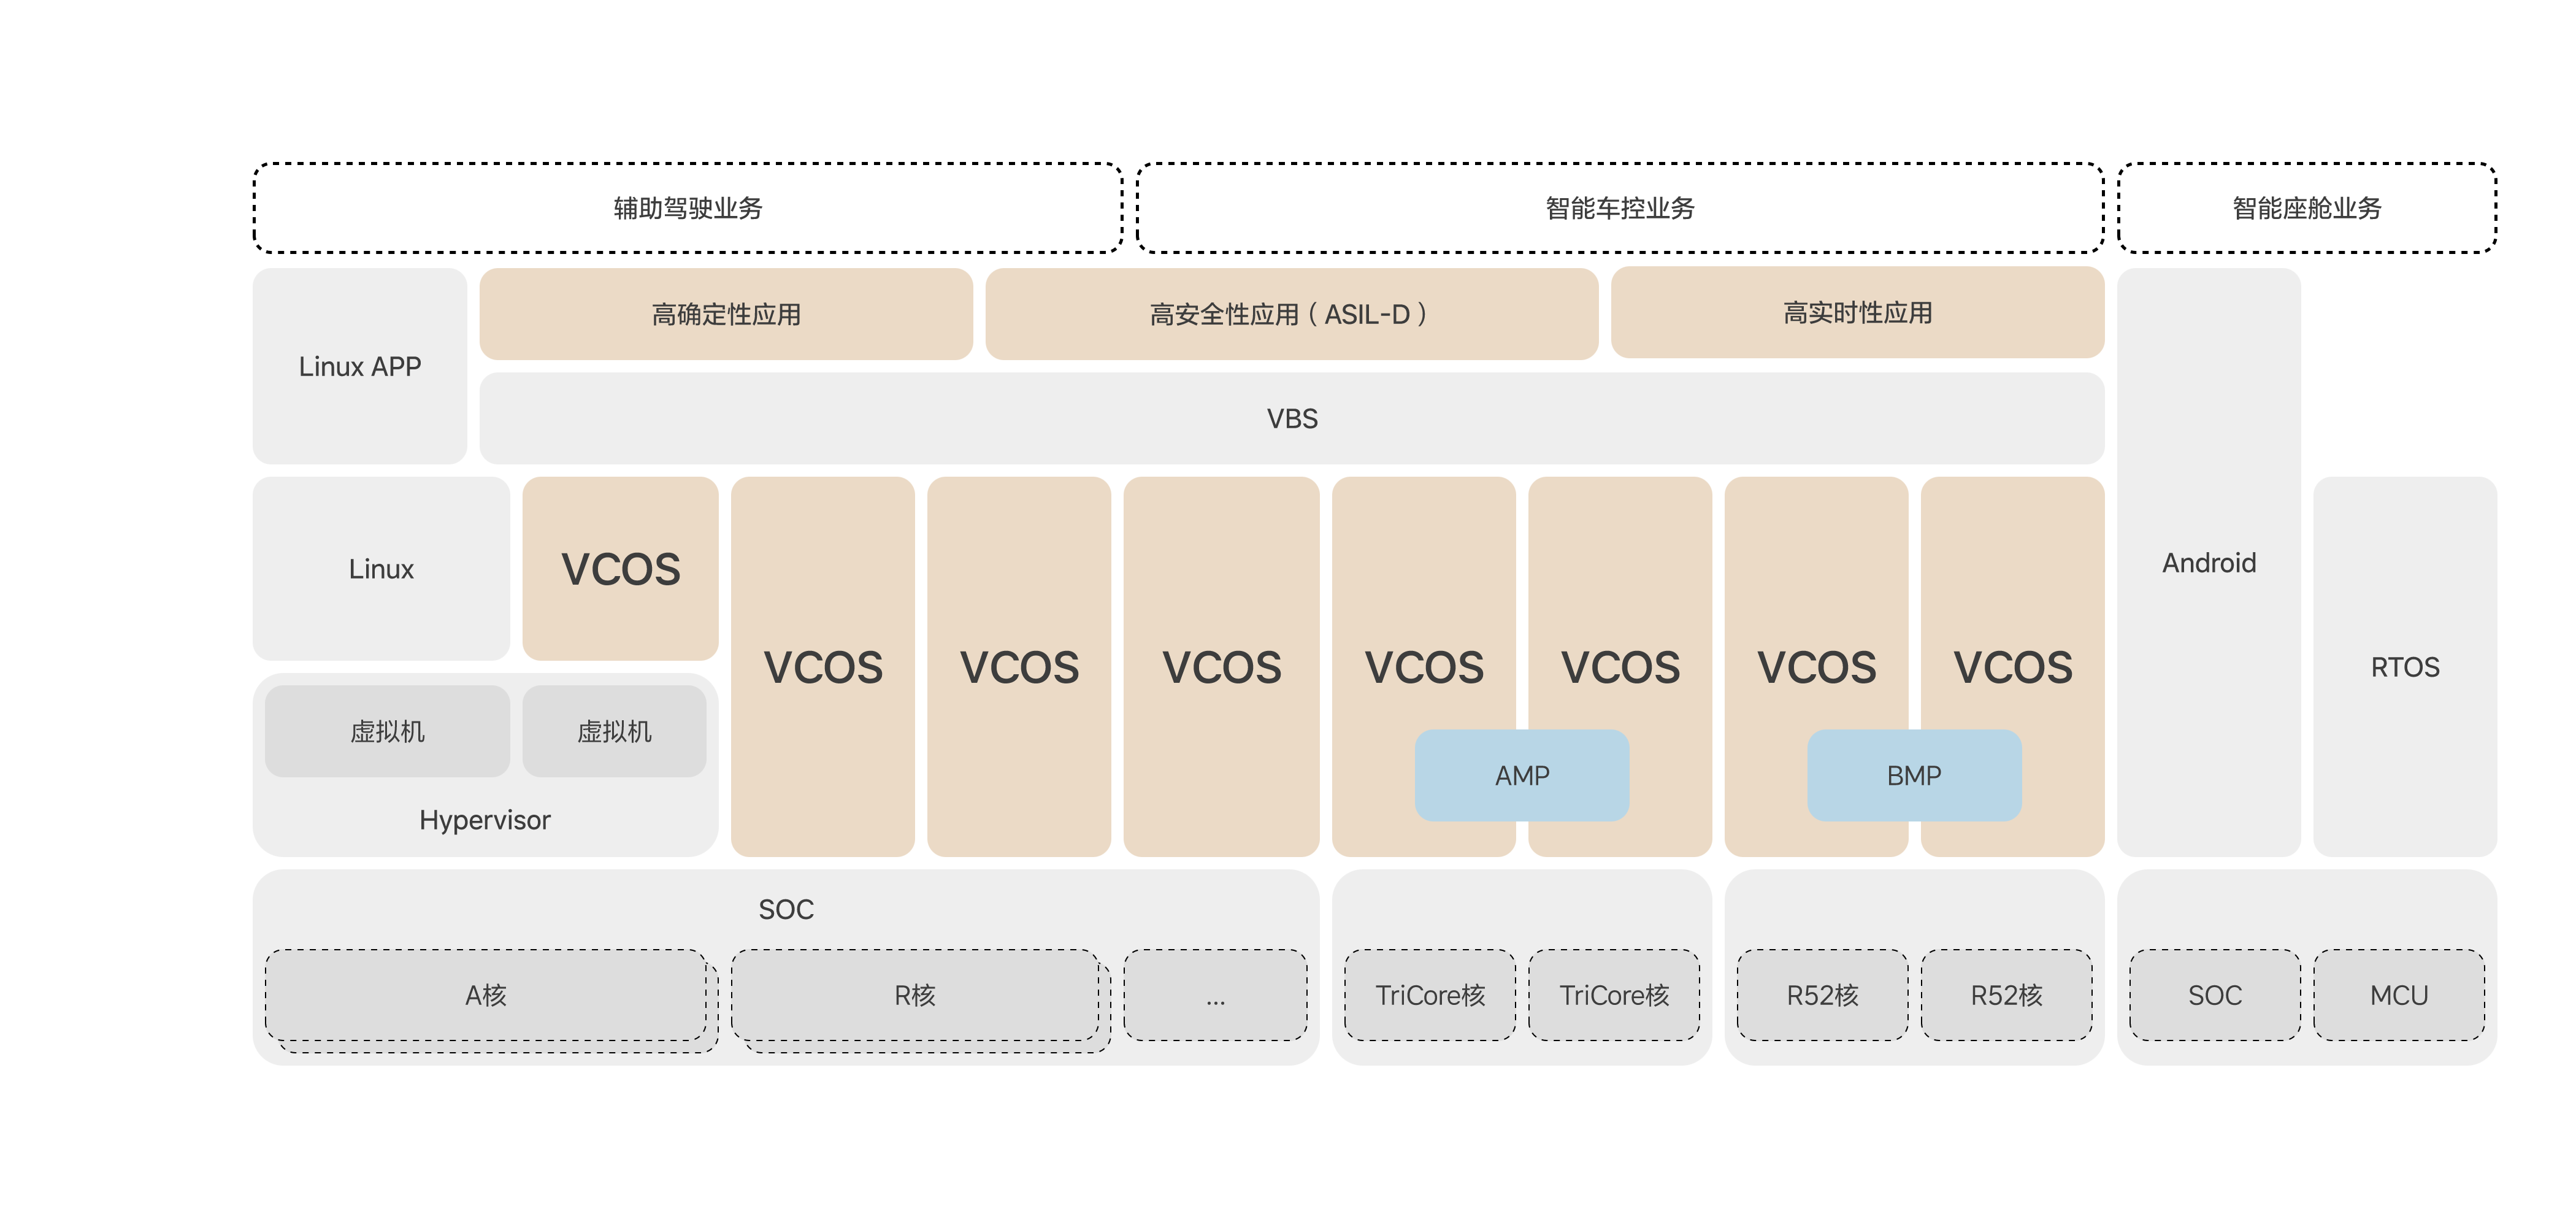 辅助驾驶业务
智能车控业务
智能座舱业务
Linux APP
高确定性应用
高安全性应用（ASIL-D）
高实时性应用
VBS
Linux
VCOS
VCOS
VCOS
VCOS
VCOS
VCOS
VCOS
VCOS
Android
RTOS
虚拟机
虚拟机
Hypervisor
AMP
BMP
SOC
A核
R核
...
TriCore核
TriCore核
R52核
R52核
SOC
MCU